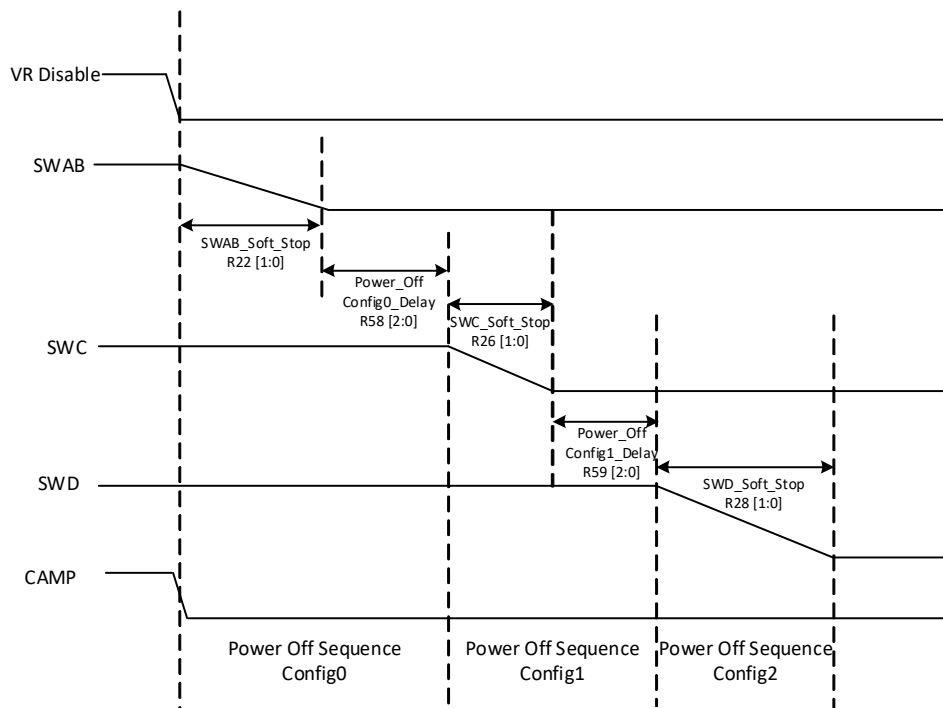 VR Disable
SWAB
SWAB_Soft_Stop
R22 [1:0]
Power_Off
Config0_Delay
R58 [2:0]
SWC_Soft_Stop
R26 [1:0]
SWC
Power_Off
Config1_Delay
R59 [2:0]
SWD_Soft_Stop
R28 [1:0]
SWD
CAMP
Power Off Sequence
Config0
Power Off Sequence
Config1
Power Off Sequence
Config2